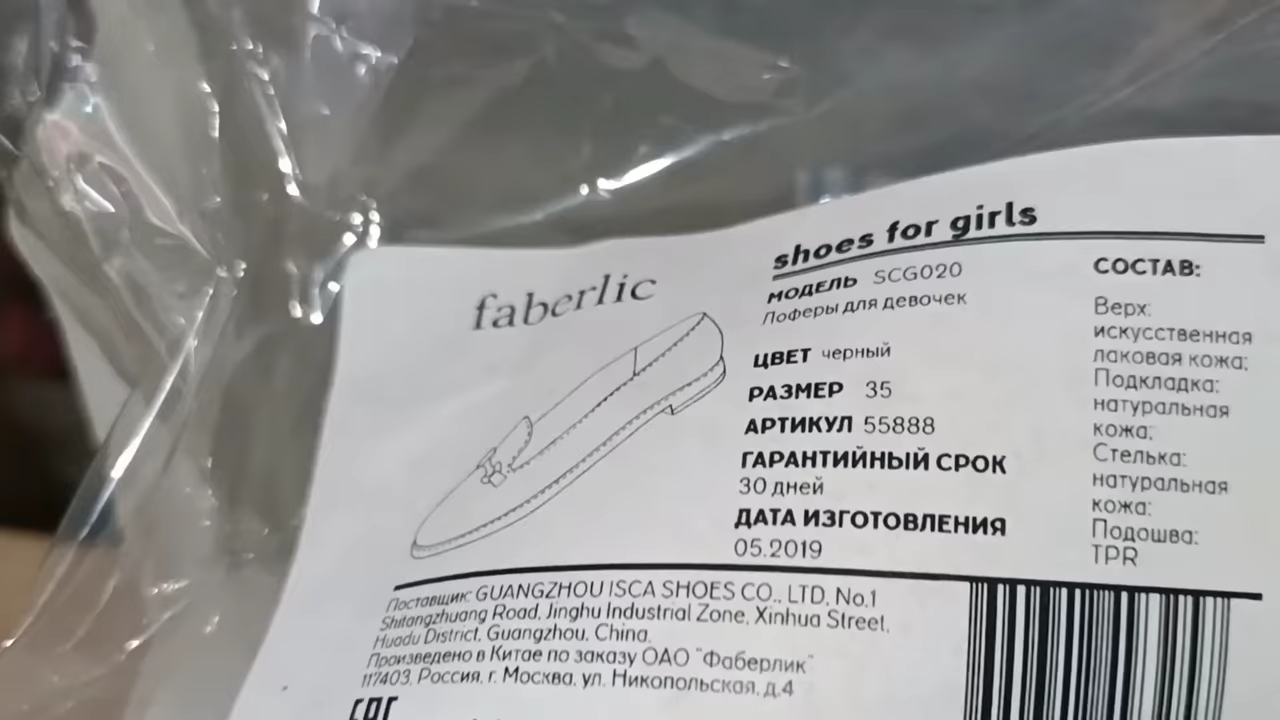 faberlic
shoes for girls
МОДЕЛЬ SCG020
Лоферы для девочек
ЦВЕТ черный
РАЗМЕР 35
АРТИКУЛ 55888
ГАРАНТИЙНЫЙ СРОК
30 дней
ДАТА ИЗГОТОВЛЕНИЯ
05.2019
СОСТАВ:
Верх:
искусственная
лаковая кожа;
Подкладка:
натуральная
кожа;
Стелька:
натуральная
кожа;
Подошва:
TPR
Поставщик: GUANGZHOU ISCA SHOES CO., LTD, No.1
Shitangzhuang Road, Jinghu Industrial Zone, Xinhua Street,
Huadu District, Guangzhou, China.
Произведено в Китае по заказу ОАО "Фаберлик"
117403, Россия, г. Москва, ул. Никопольская, д.4
EAC